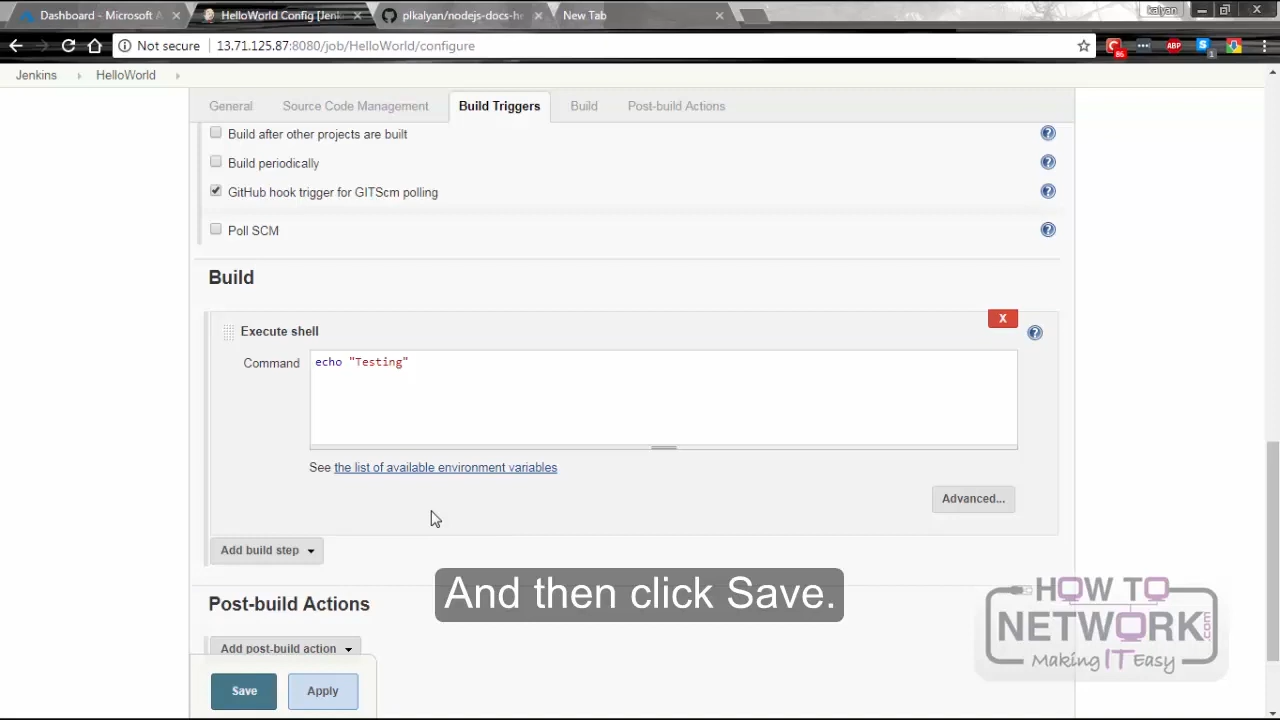 Dashboard - Microsoft A
HelloWorld Config [Jenk
plkalyan/nodejs-docs-he
New Tab
kalyan
Not secure
13.71.125.87:8080/job/HelloWorld/configure
86
ABP
1
Jenkins
HelloWorld
General
Source Code Management
Build Triggers
Build
Post-build Actions
Build after other projects are built
Build periodically
GitHub hook trigger for GITScm polling
Poll SCM
Build
Execute shell
X
Command
echo "Testing"
See the list of available environment variables
Advanced...
Add build step
And then click Save.
Post-build Actions
Add post-build action
Save
Apply
HOW TO
NETWORK.com
Making IT Easy